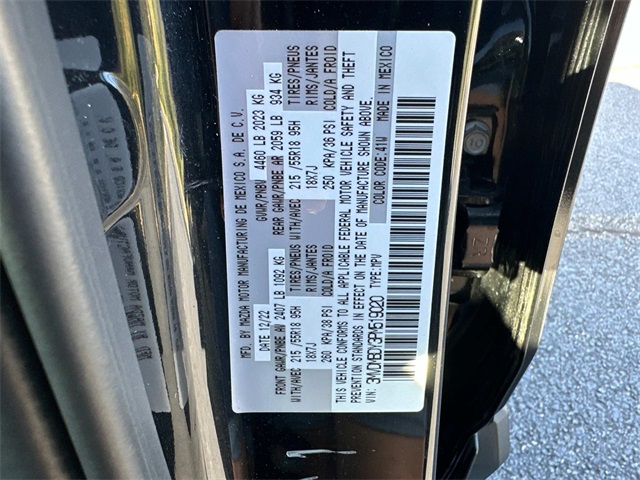 MFD. BY MAZDA MOTOR MANUFACTURING DE MEXICO S.A. DE C.V.
DATE 12/22 GVWR/PNBV 4460 LB 2023 KG
FRONT GAWR/PNBE AV 2407 LB 1092 KG REAR GAWR/PNBE AR 2059 LB 934 KG
WITH/AVEC 215/55R18 95H TIRES/PNEUS WITH/AVEC 215/55R18 95H TIRES/PNEUS
18X7J RIMS/JANTES 18X7J RIMS/JANTES
260 KPA/38 PSI COLD/A FROID 250 KPA/36 PSI COLD/A FROID
THIS VEHICLE CONFORMS TO ALL APPLICABLE FEDERAL MOTOR VEHICLE SAFETY AND THEFT
PREVENTION STANDARDS IN EFFECT ON THE DATE OF MANUFACTURE SHOWN ABOVE.
VIN: TYPE:MPV COLOR CODE:41W MADE IN MEXICO